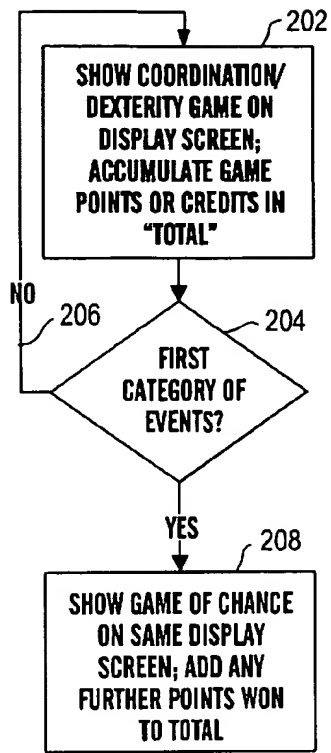 202
SHOW COORDINATION/
DEXTERITY GAME ON
DISPLAY SCREEN;
ACCUMULATE GAME
POINTS OR CREDITS IN
"TOTAL"
NO
206
204
FIRST
CATEGORY OF
EVENTS?
YES
208
SHOW GAME OF CHANCE
ON SAME DISPLAY
SCREEN; ADD ANY
FURTHER POINTS WON
TO TOTAL